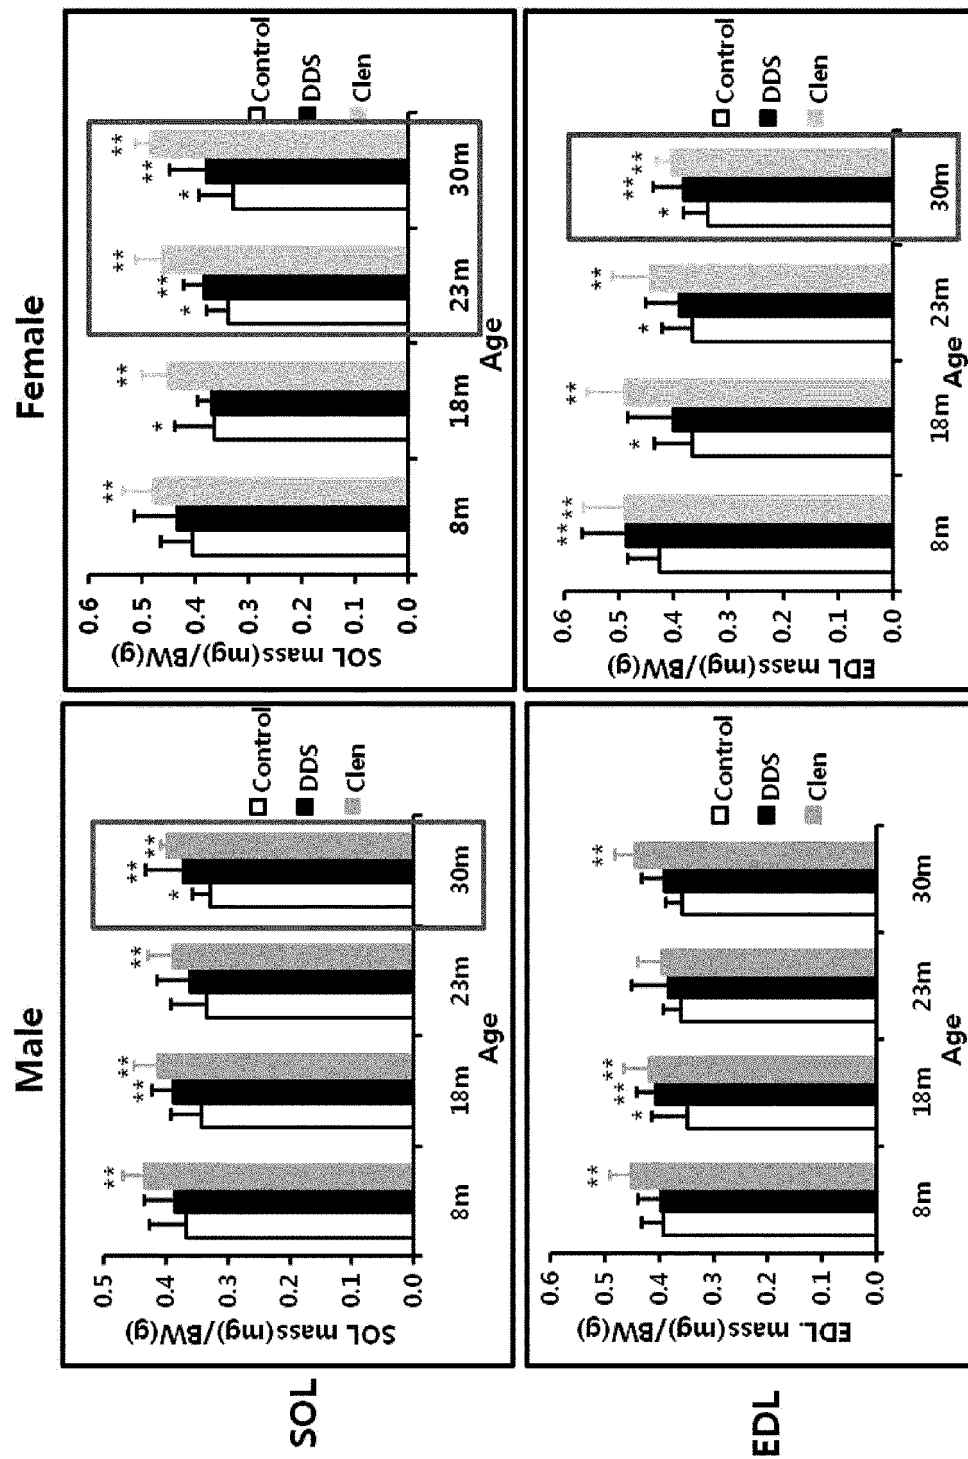 Male
Female
SOL
SOL mass(mg)/BW(g)
0.5
0.4
0.3
0.2
0.1
0.0
**
**
**
**
*
**
**
8m
18m
23m
30m
Age
Control
DDS
Clen
SOL mass(mg)/BW(g)
0.6
0.5
0.4
0.3
0.2
0.1
0.0
**
*
**
*
**
**
*
**
**
8m
18m
23m
30m
Age
Control
DDS
Clen
EDL
EDL. mass(mg)/BW(g)
0.6
0.5
0.4
0.3
0.2
0.1
0.0
**
*
**
**
**
8m
18m
23m
30m
Age
Control
DDS
Clen
EDL mass(mg)/BW(g)
0.6
0.5
0.4
0.3
0.2
0.1
0.0
**
**
*
**
*
**
*
**
**
8m
18m
23m
30m
Age
Control
DDS
Clen